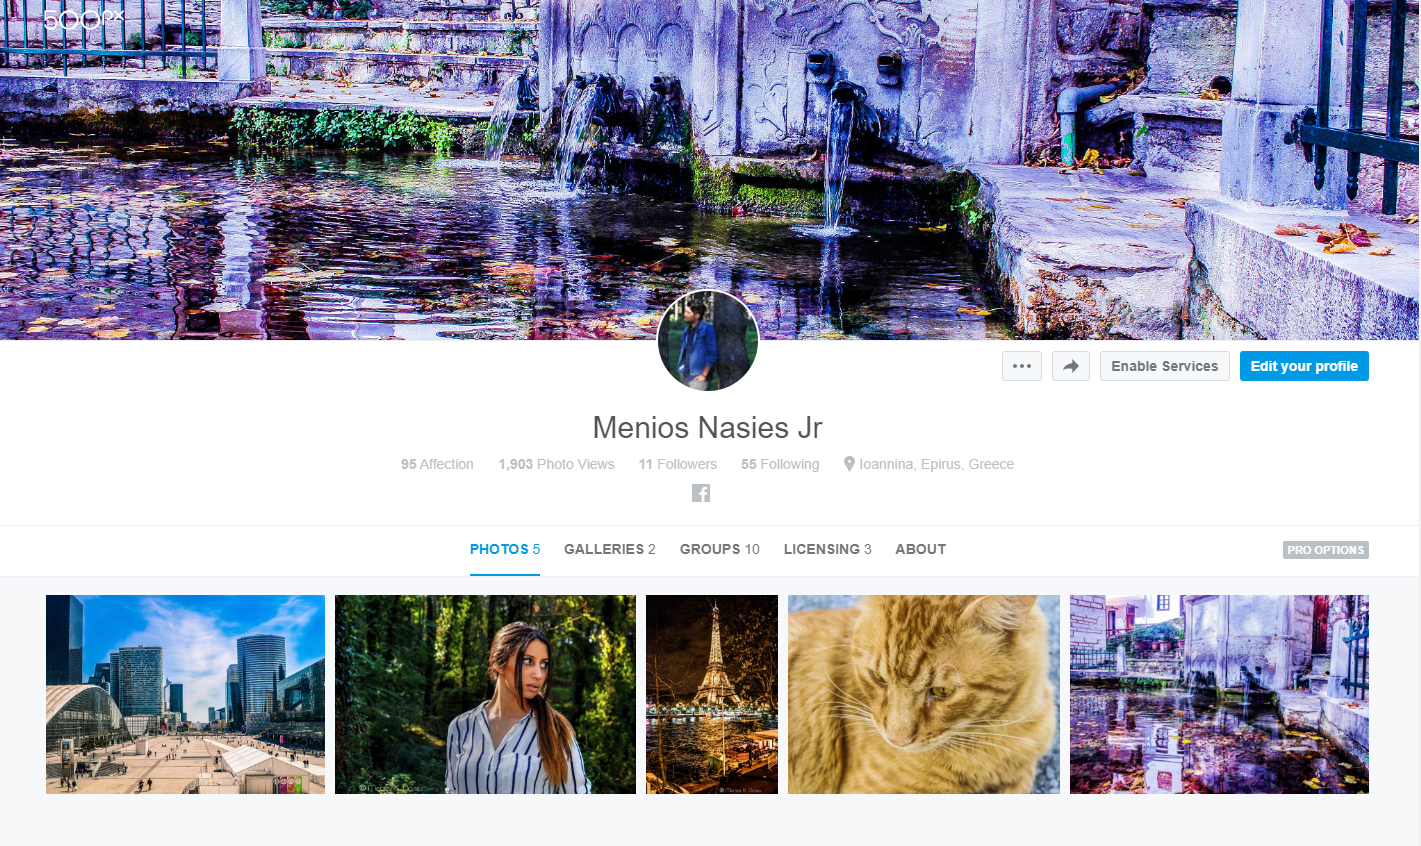 500px
Enable Services
Edit your profile
Menios Nasies Jr
95 Affection 1,903 Photo Views 11 Followers 55 Following Ioannina, Epirus, Greece
PHOTOS 5 GALLERIES 2 GROUPS 10 LICENSING 3 ABOUT
PRO OPTIONS